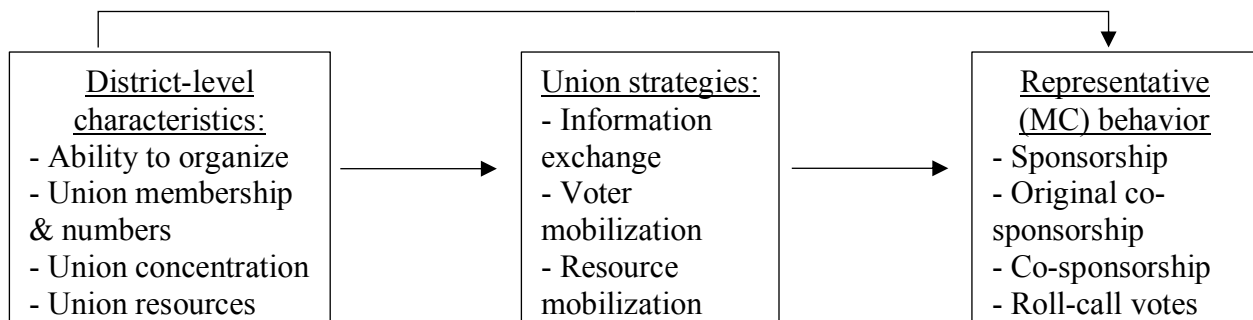 District-level
characteristics:
- Ability to organize
- Union membership
& numbers
- Union concentration
- Union resources
Union strategies:
- Information
exchange
- Voter
mobilization
- Resource
mobilization
Representative
(MC) behavior
- Sponsorship
- Original co-
sponsorship
- Co-sponsorship
- Roll-call votes